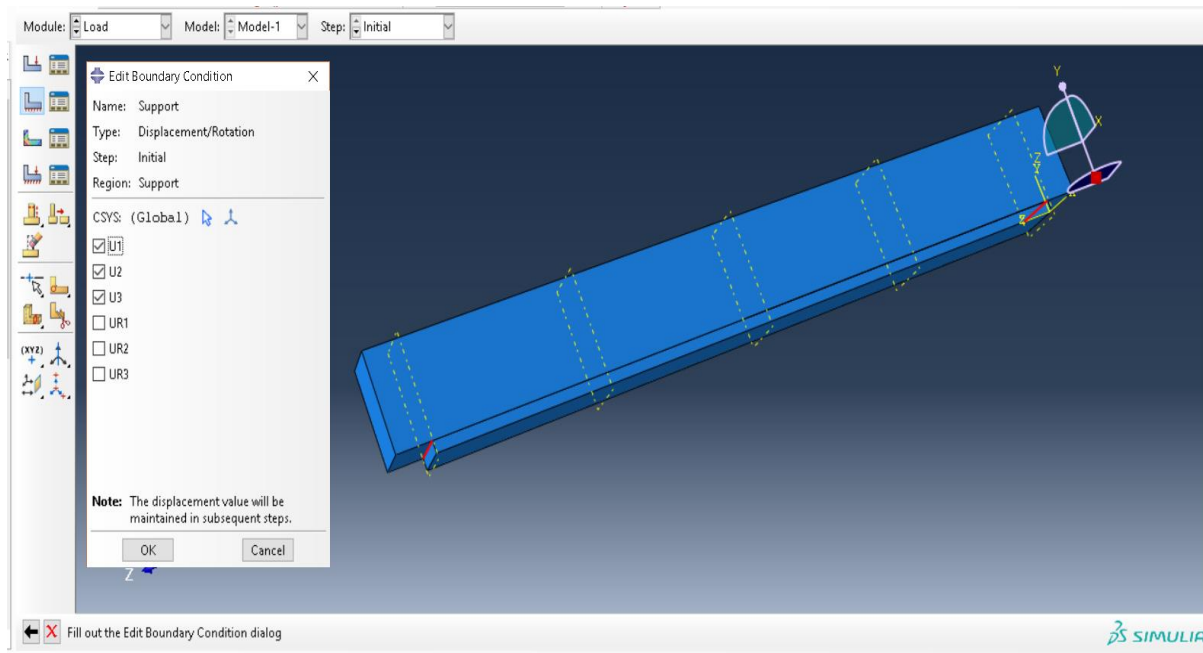 Module: Load Model: Model-1 Step: Initial
Edit Boundary Condition
Name: Support
Type: Displacement/Rotation
Step: Initial
Region: Support
CSYS: (Global)
U1
U2
U3
UR1
UR2
UR3
Note: The displacement value will be
maintained in subsequent steps.
OK Cancel
(XYZ)
Y
X
Z
Z
Fill out the Edit Boundary Condition dialog
SIMULIA